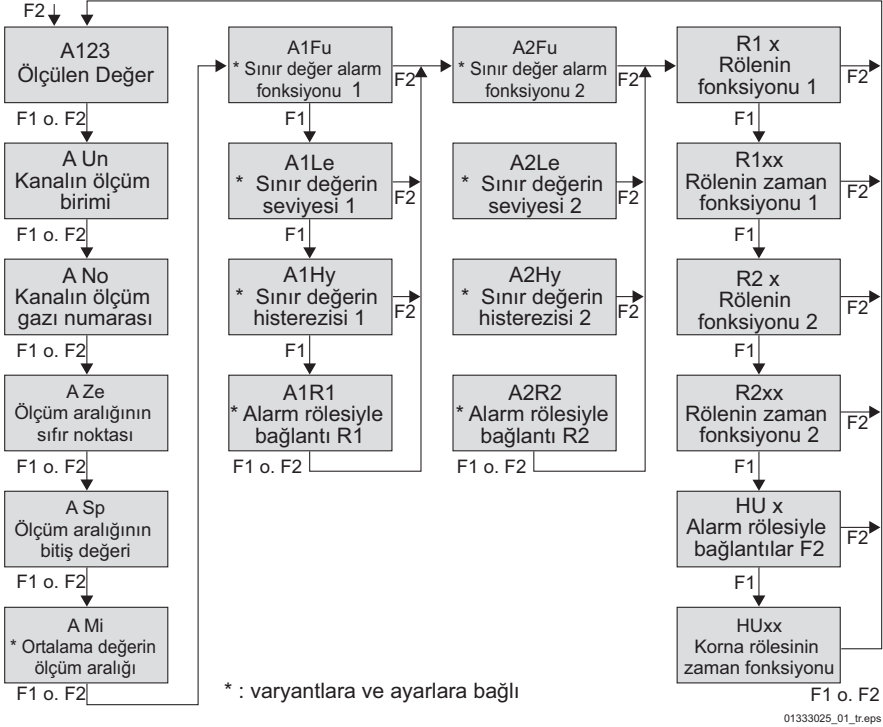 F2
A123
Ölçülen Değer
F1 o. F2
A Un
Kanalın ölçüm
birimi
F1 o. F2
A No
Kanalın ölçüm
gazı numarası
F1 o. F2
A Ze
Ölçüm aralığının
sıfır noktası
F1 o. F2
A Sp
Ölçüm aralığının
bitiş değeri
F1 o. F2
A Mi
* Ortalama değerin
ölçüm aralığı
F1 o. F2
A1Fu
* Sınır değer alarm
fonksiyonu 1
F2
F1
A1Le
* Sınır değerin
seviyesi 1
F2
F1
A1Hy
* Sınır değerin
histerezisi 1
F2
F1
A1R1
* Alarm rölesiyle
bağlantı R1
F1 o. F2
A2Fu
* Sınır değer alarm
fonksiyonu 2
F2
A2Le
* Sınır değerin
seviyesi 2
F2
A2Hy
* Sınır değerin
histerezisi 2
F2
A2R2
* Alarm rölesiyle
bağlantı R2
F1 o. F2
R1 x
Rölenin
fonksiyonu 1
F2
F1
R1xx
Rölenin zaman
fonksiyonu 1
F2
F1
R2 x
Rölenin
fonksiyonu 2
F2
F1
R2xx
Rölenin zaman
fonksiyonu 2
F2
F1
HU x
Alarm rölesiyle
bağlantılar F2
F2
F1
HUxx
Korna rölesinin
zaman fonksiyonu
F1 o. F2
* : varyantlara ve ayarlara bağlı
01333025_01_tr.eps